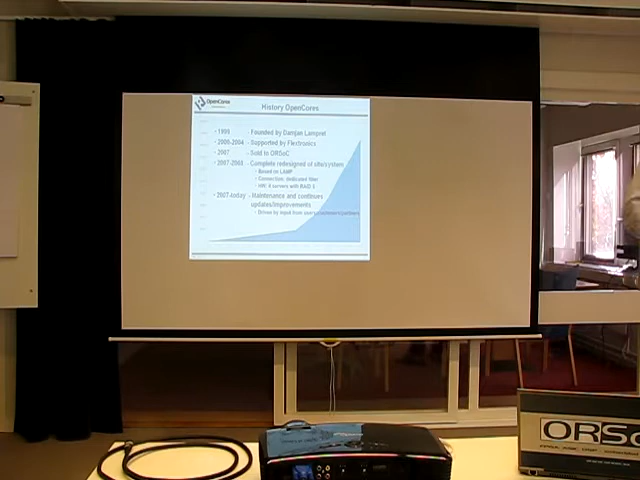 OpenCores
History OpenCores
• 1999 - Founded by Damjan Lampret
• 2000-2004 - Supported by Flextronics
• 2007 - Sold to ORSoC
• 2007-2008 - Complete redesigned of site/system
• Based on LAMP
• Connection: dedicated fiber
• HW: 4 servers with RAID 5
• 2007-today - Maintenance and continues
updates/improvements
• Driven by input from users/customers/partners
ORSo